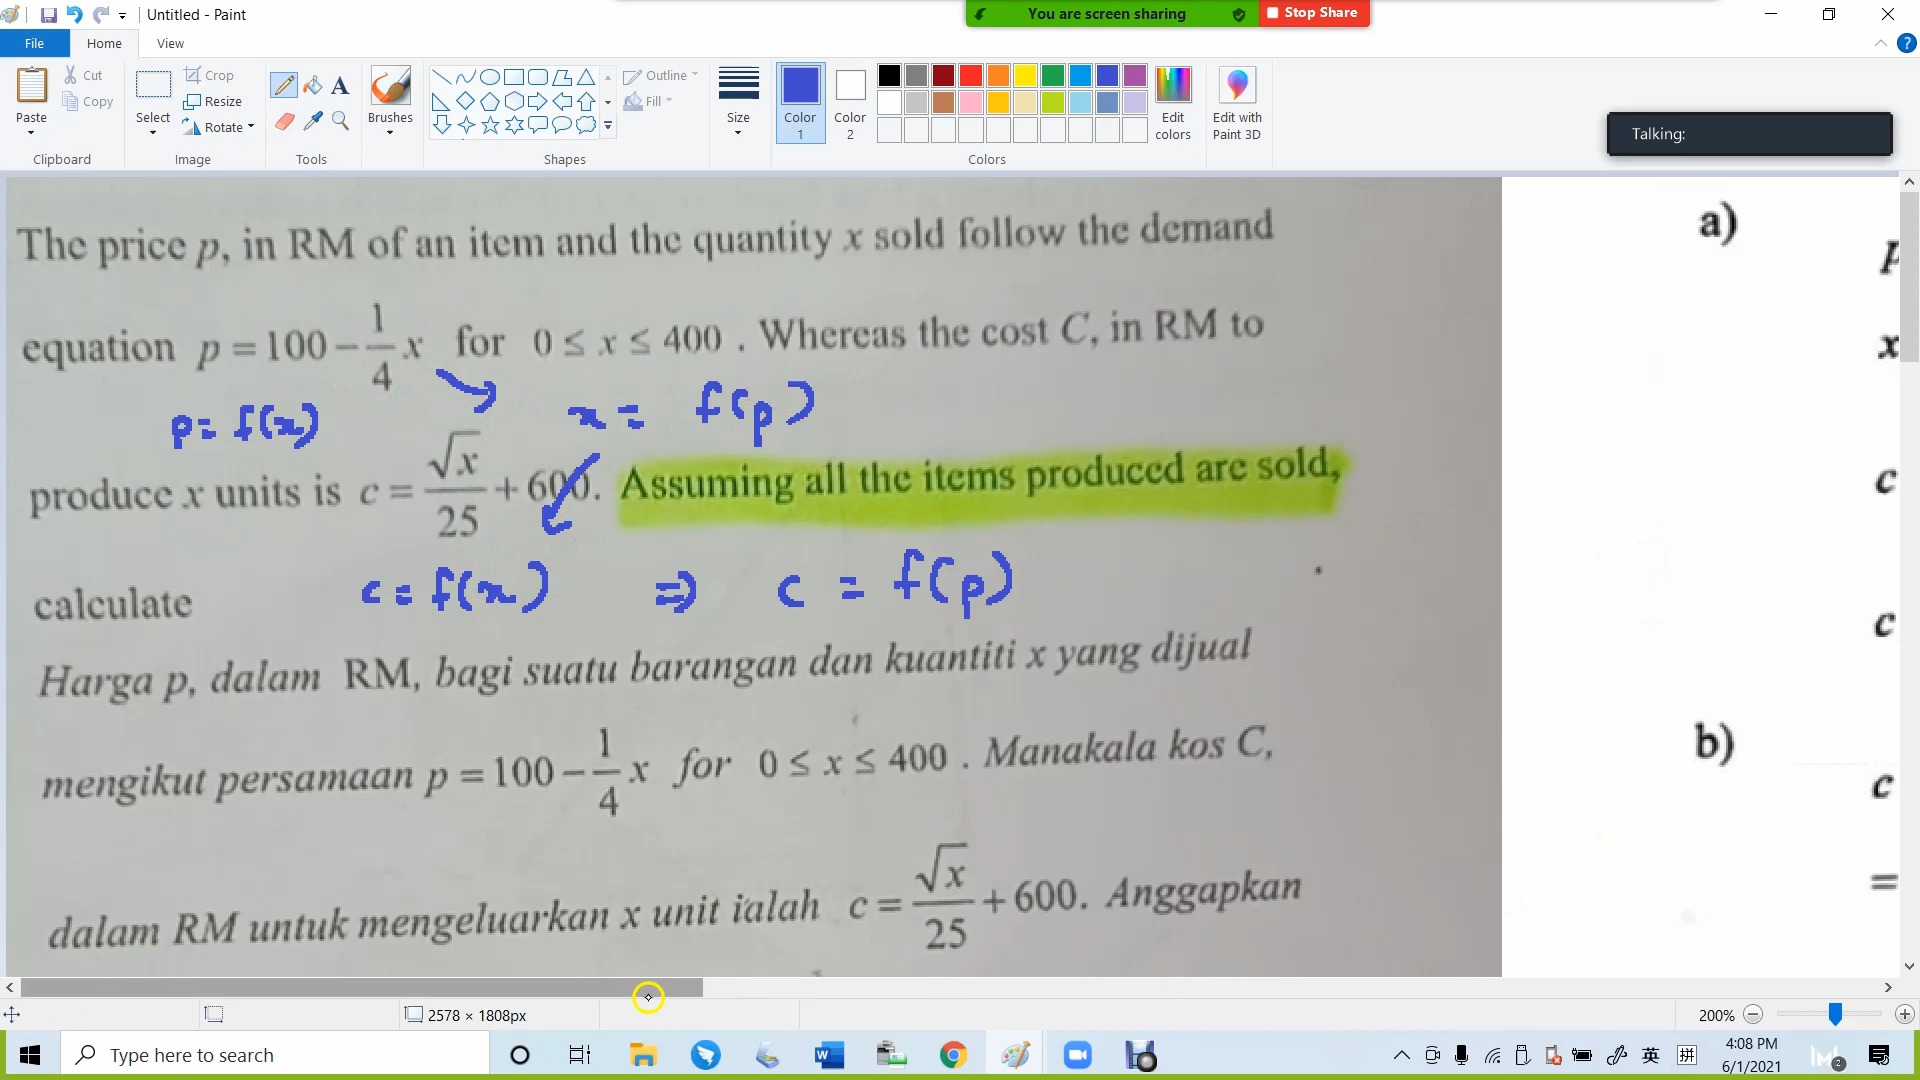 Untitled - Paint
You are screen sharing
Stop Share
File
Home
View
Paste
Cut
Copy
Clipboard
Select
Crop
Resize
Rotate
Image
Tools
Brushes
Shapes
Outline
Fill
Size
Color 1
Color 2
Colors
Edit colors
Edit with Paint 3D
Talking:
The price p, in RM of an item and the quantity x sold follow the demand
equation p = 100 − 1/4 x for 0 ≤ x ≤ 400 . Whereas the cost C, in RM to
p = f(x) x = f(p)
produce x units is c = √x/25 + 600. Assuming all the items produced are sold,
c = f(x) ⇒ c = f(p)
calculate
Harga p, dalam RM, bagi suatu barangan dan kuantiti x yang dijual
mengikut persamaan p = 100 − 1/4 x for 0 ≤ x ≤ 400 . Manakala kos C,
dalam RM untuk mengeluarkan x unit ialah c = √x/25 + 600. Anggapkan
a)
p
x
c
c
b)
c
=
2578 × 1808px
200%
Type here to search
英
拼
4:08 PM
6/1/2021
2